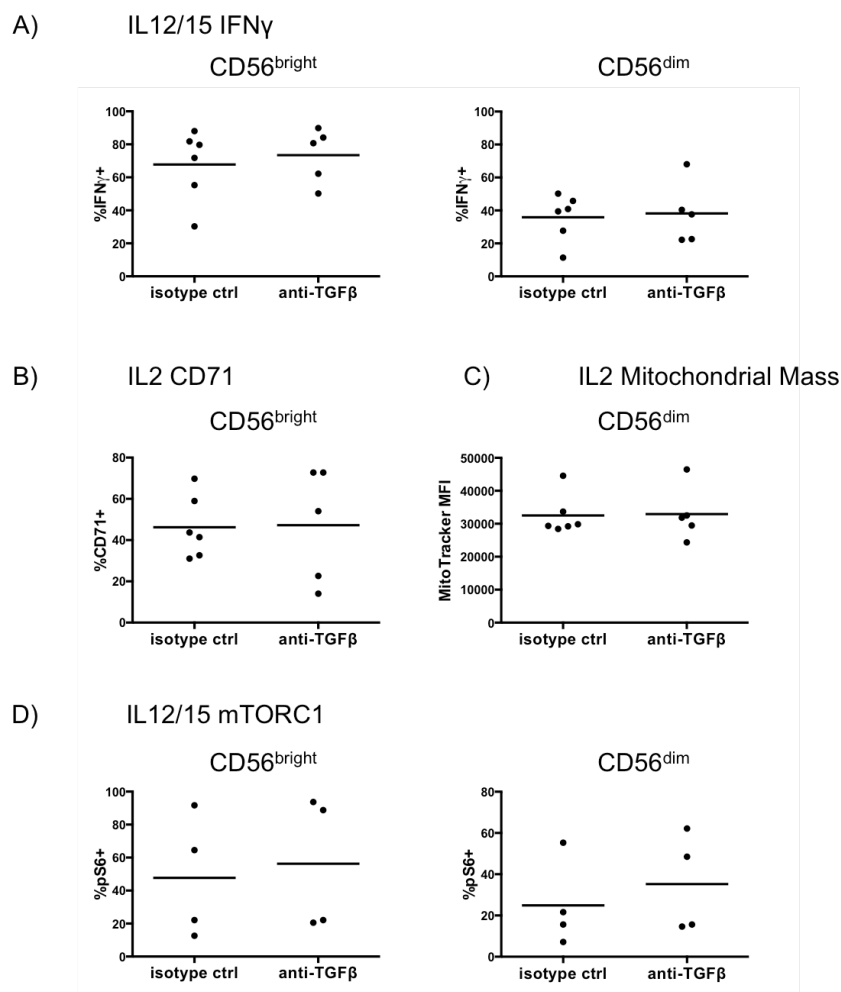 A) IL12/15 IFNγ
CD56bright CD56dim
%IFNγ+
100
80
60
40
20
0
isotype ctrl anti-TGFβ
%IFNγ+
100
80
60
40
20
0
isotype ctrl anti-TGFβ
B) IL2 CD71 C) IL2 Mitochondrial Mass
CD56bright CD56dim
%CD71+
80
60
40
20
0
isotype ctrl anti-TGFβ
MitoTracker MFI
50000
40000
30000
20000
10000
0
isotype ctrl anti-TGFβ
D) IL12/15 mTORC1
CD56bright CD56dim
%pS6+
100
80
60
40
20
0
isotype ctrl anti-TGFβ
%pS6+
80
60
40
20
0
isotype ctrl anti-TGFβ